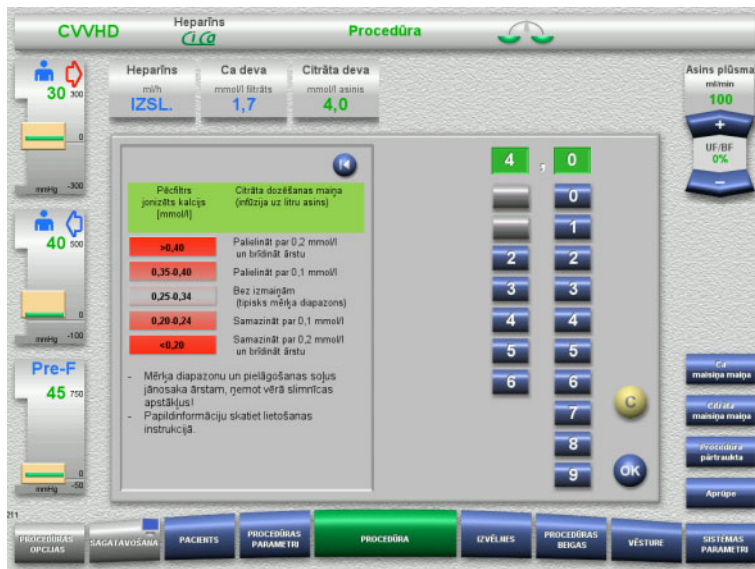 CVVHD
Heparīns
CiCa
Procedūra
30
300
0
mmHg
-300
40
500
0
mmHg
-100
Pre-F
45
750
0
mmHg
-50
Heparīns
ml/h
IZSL.
Ca deva
mmol/l filtrāts
1,7
Citrāta deva
mmol/l asinis
4,0
Asins plūsma
ml/min
100
+
UF/BF
0%
–
Pēcfiltrs
jonizēts kalcijs
[mmol/l]
Citrāta dozēšanas maiņa
(infūzija uz litru asins)
>0,40
Palielināt par 0,2 mmol/l
un brīdināt ārstu
0,35-0,40
Palielināt par 0,1 mmol/l
0,25-0,34
Bez izmaiņām
(tipisks mērķa diapazons)
0,20-0,24
Samazināt par 0,1 mmol/l
<0,20
Samazināt par 0,2 mmol/l
un brīdināt ārstu
- Mērķa diapazonu un pielāgošanas soļus
jānosaka ārstam, ņemot vērā slimnīcas
apstākļus!
- Papildinformāciju skatiet lietošanas
instrukcijā.
4 , 0
0
1
2 2
3 3
4 4
5 5
6 6
7
8
9
C
OK
Ca
maisiņa maiņa
Citrāta
maisiņa maiņa
Procedūra
pārtraukta
Aprūpe
211
PROCEDŪRAS
OPCIJAS
SAGATAVOŠANA
PACIENTS
PROCEDŪRAS
PARAMETRI
PROCEDŪRA
IZVĒLNES
PROCEDŪRAS
BEIGAS
VĒSTURE
SISTĒMAS
PARAMETRI